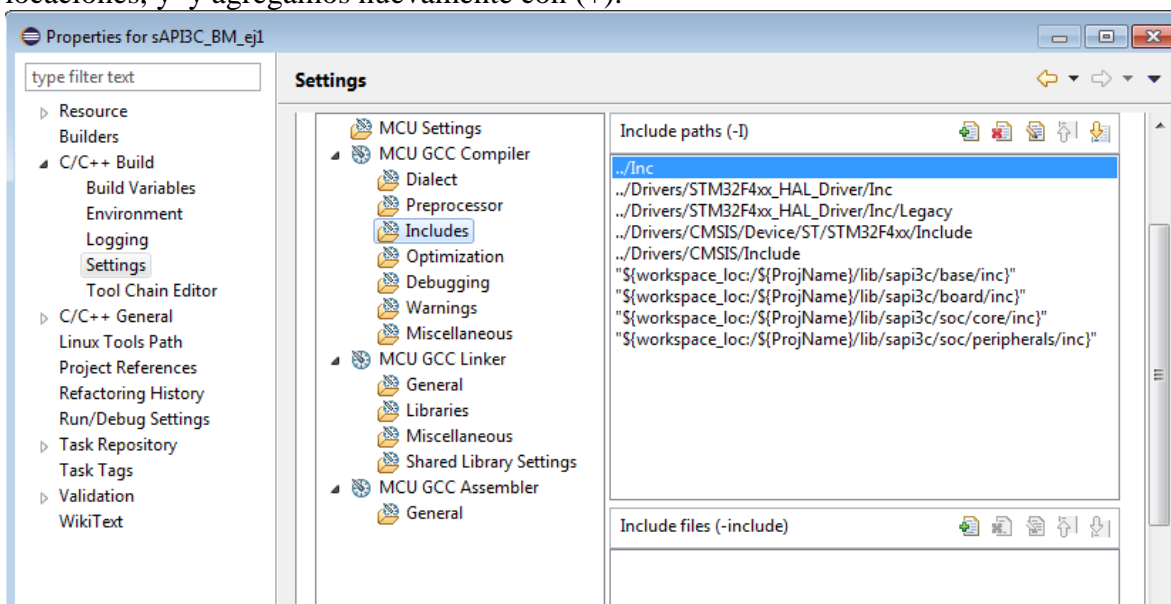 locaciones, y y agregamos nuevamente con (+).
Properties for sAPI3C_BM_ej1
type filter text
Resource
Builders
C/C++ Build
Build Variables
Environment
Logging
Settings
Tool Chain Editor
C/C++ General
Linux Tools Path
Project References
Refactoring History
Run/Debug Settings
Task Repository
Task Tags
Validation
WikiText
Settings
MCU Settings
MCU GCC Compiler
Dialect
Preprocessor
Includes
Optimization
Debugging
Warnings
Miscellaneous
MCU GCC Linker
General
Libraries
Miscellaneous
Shared Library Settings
MCU GCC Assembler
General
Include paths (-I)
../Inc
../Drivers/STM32F4xx_HAL_Driver/Inc
../Drivers/STM32F4xx_HAL_Driver/Inc/Legacy
../Drivers/CMSIS/Device/ST/STM32F4xx/Include
../Drivers/CMSIS/Include
"${workspace_loc:/${ProjName}/lib/sapi3c/base/inc}"
"${workspace_loc:/${ProjName}/lib/sapi3c/board/inc}"
"${workspace_loc:/${ProjName}/lib/sapi3c/soc/core/inc}"
"${workspace_loc:/${ProjName}/lib/sapi3c/soc/peripherals/inc}"
Include files (-include)